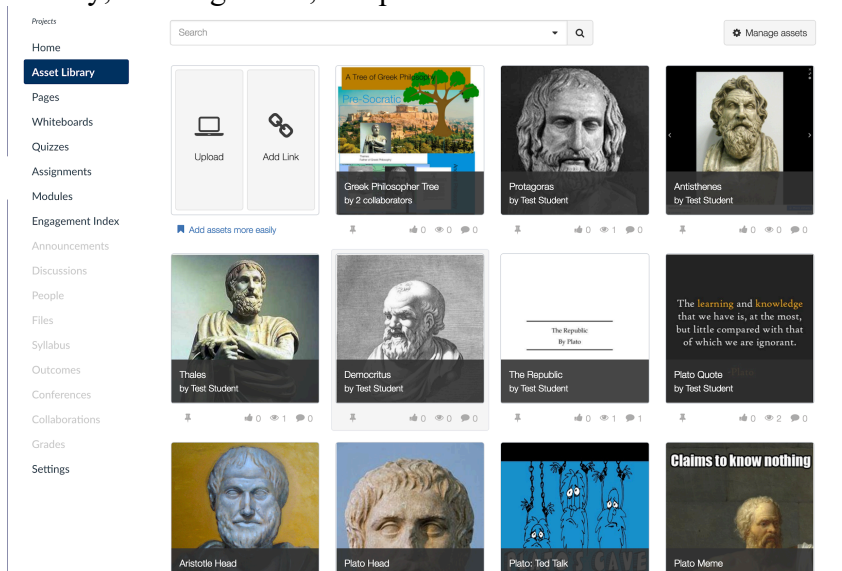 Projects
Home
Asset Library
Pages
Whiteboards
Quizzes
Assignments
Modules
Engagement Index
Announcements
Discussions
People
Files
Syllabus
Outcomes
Conferences
Collaborations
Grades
Settings
Search
Manage assets
Upload
Add Link
Add assets more easily
A Tree of Greek Philosophy
Pre-Socratic
Greek Philosopher Tree
by 2 collaborators
0 0 0
Protagoras
by Test Student
0 1 0
Antisthenes
by Test Student
0 0 0
Thales
by Test Student
0 1 0
Democritus
by Test Student
0 0 0
The Republic
By Plato
The Republic
by Test Student
0 1 1
The learning and knowledge
that we have is, at the most,
but little compared with that
of which we are ignorant.
Plato Quote
by Test Student
0 2 0
Aristotle Head
Plato Head
Plato: Ted Talk
Claims to know nothing
Plato Meme